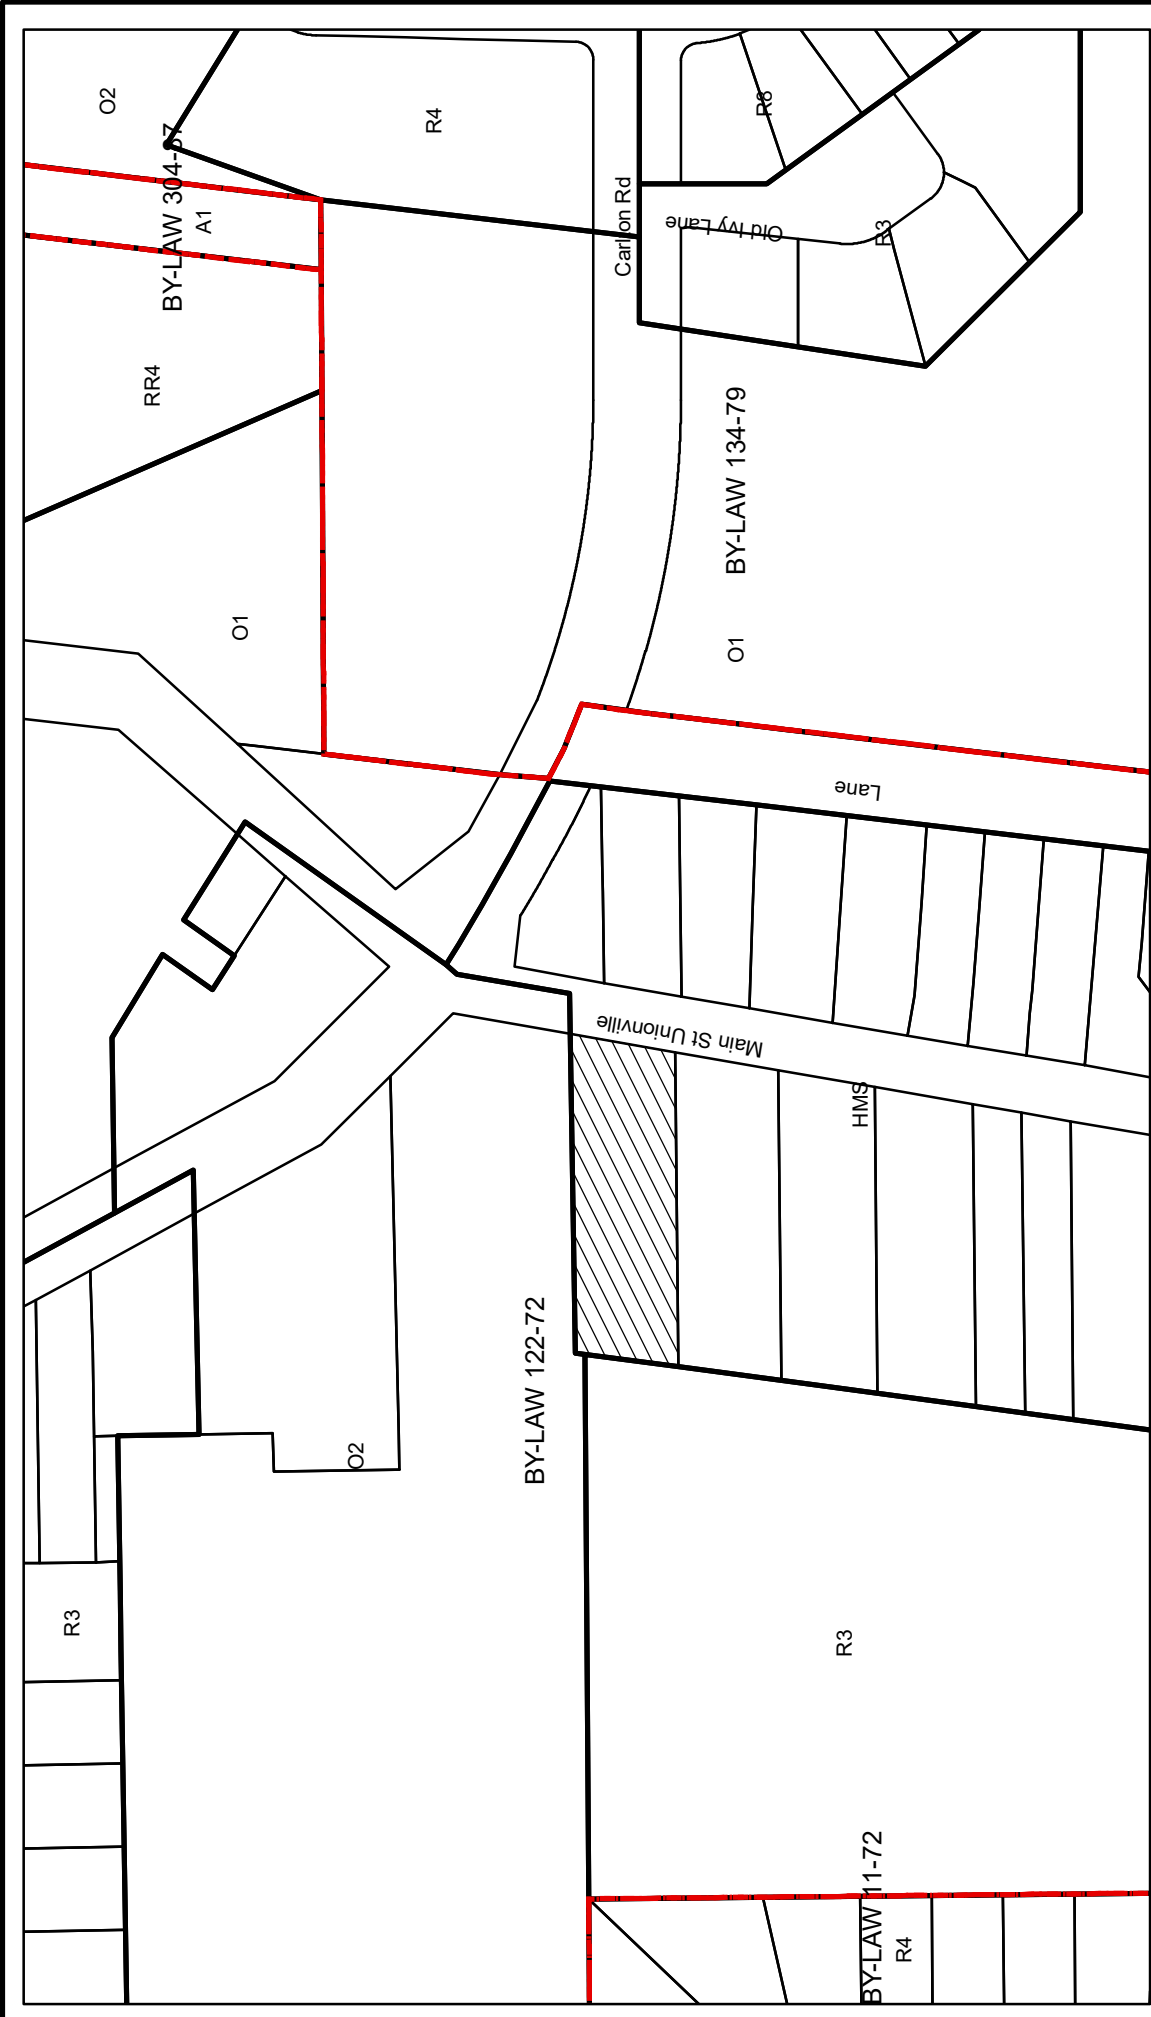 O2
R4
R8
BY-LAW 304-87
A1
Carlton Rd
Old Ivy Lane
R3
RR4
BY-LAW 134-79
O1
O1
Lane
Main St Unionville
HMS
BY-LAW 122-72
O2
R3
R3
BY-LAW 11-72
R4